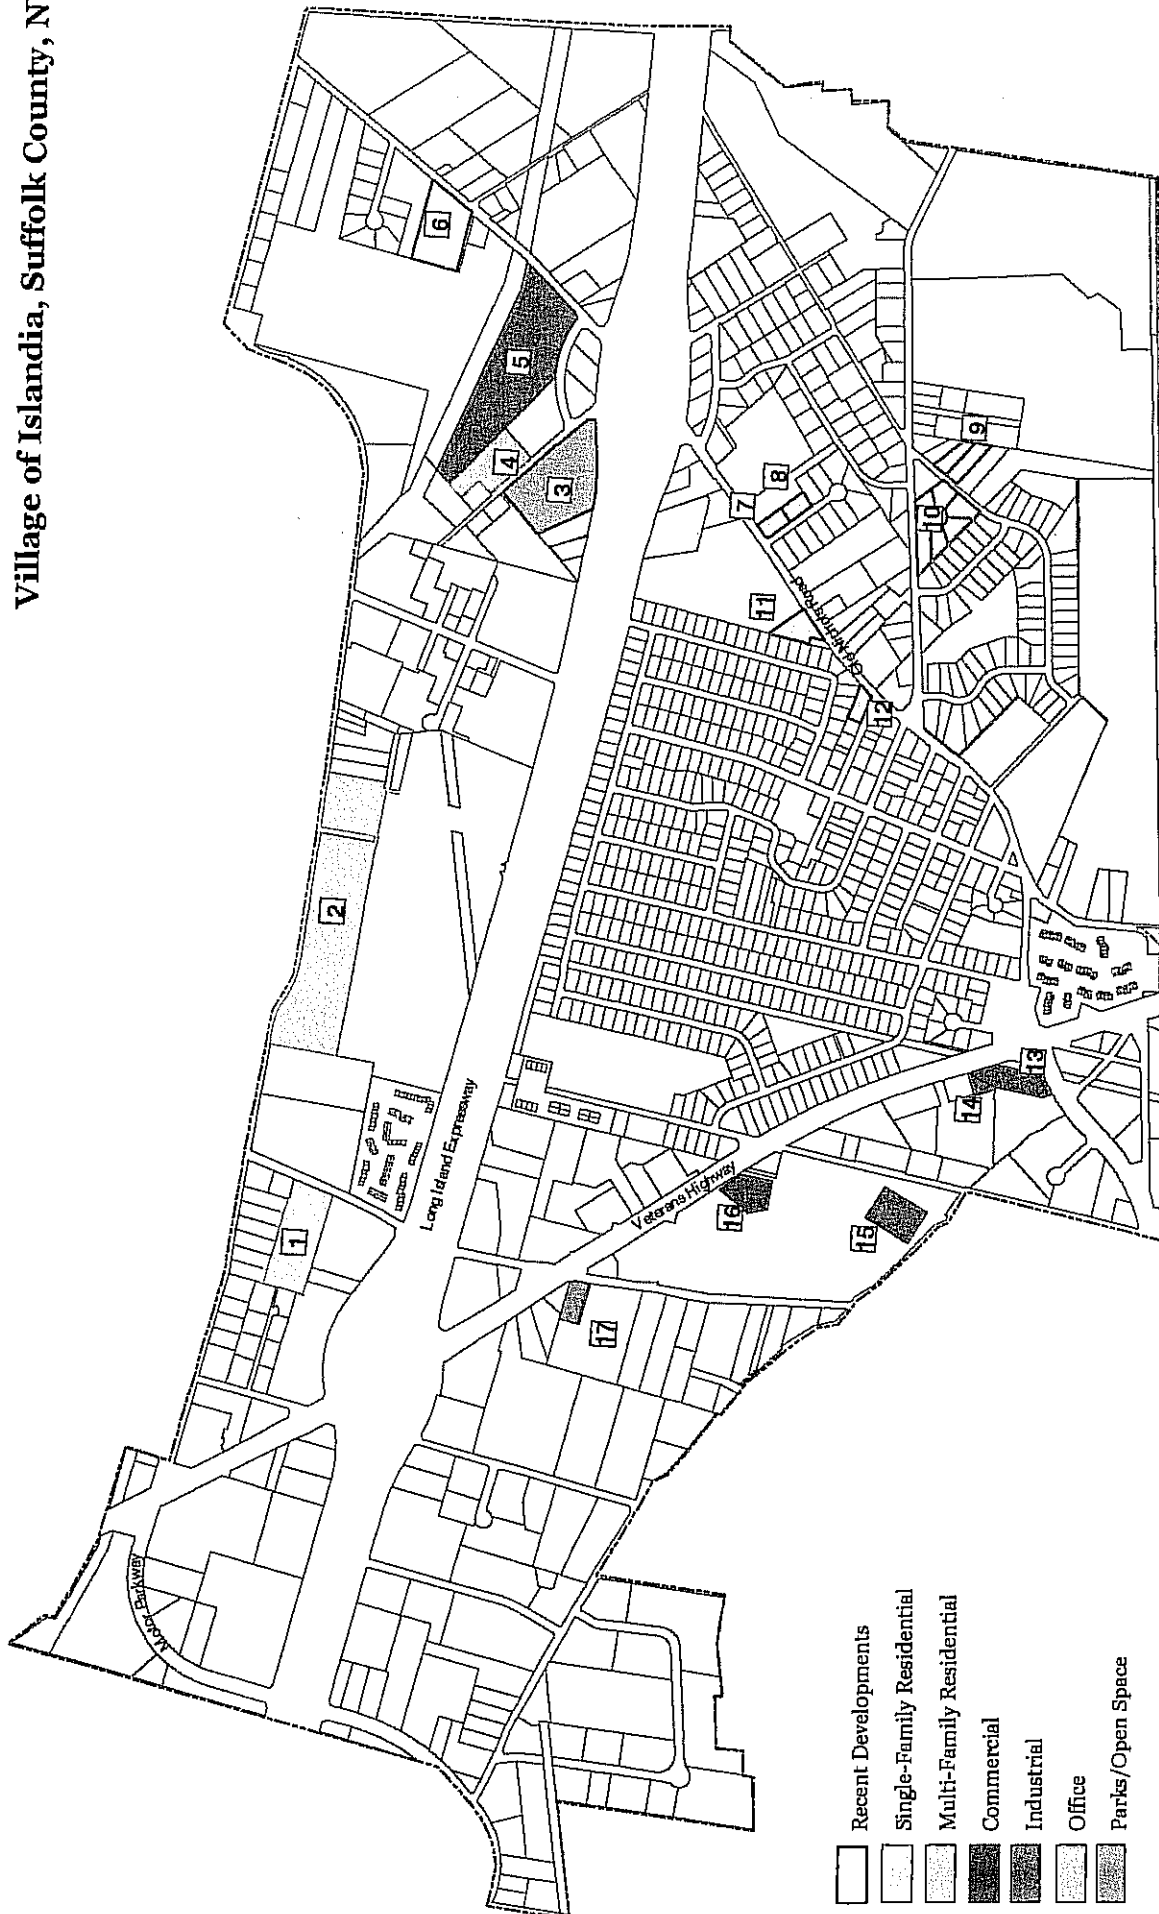 Village of Islandia, Suffolk County, N
6
5
4
3
7
8
9
10
11
12
Old Nichols Road
2
1
Long Island Expressway
Veterans Highway
13
14
15
16
17
Motor Parkway
Recent Developments
Single-Family Residential
Multi-Family Residential
Commercial
Industrial
Office
Parks/Open Space